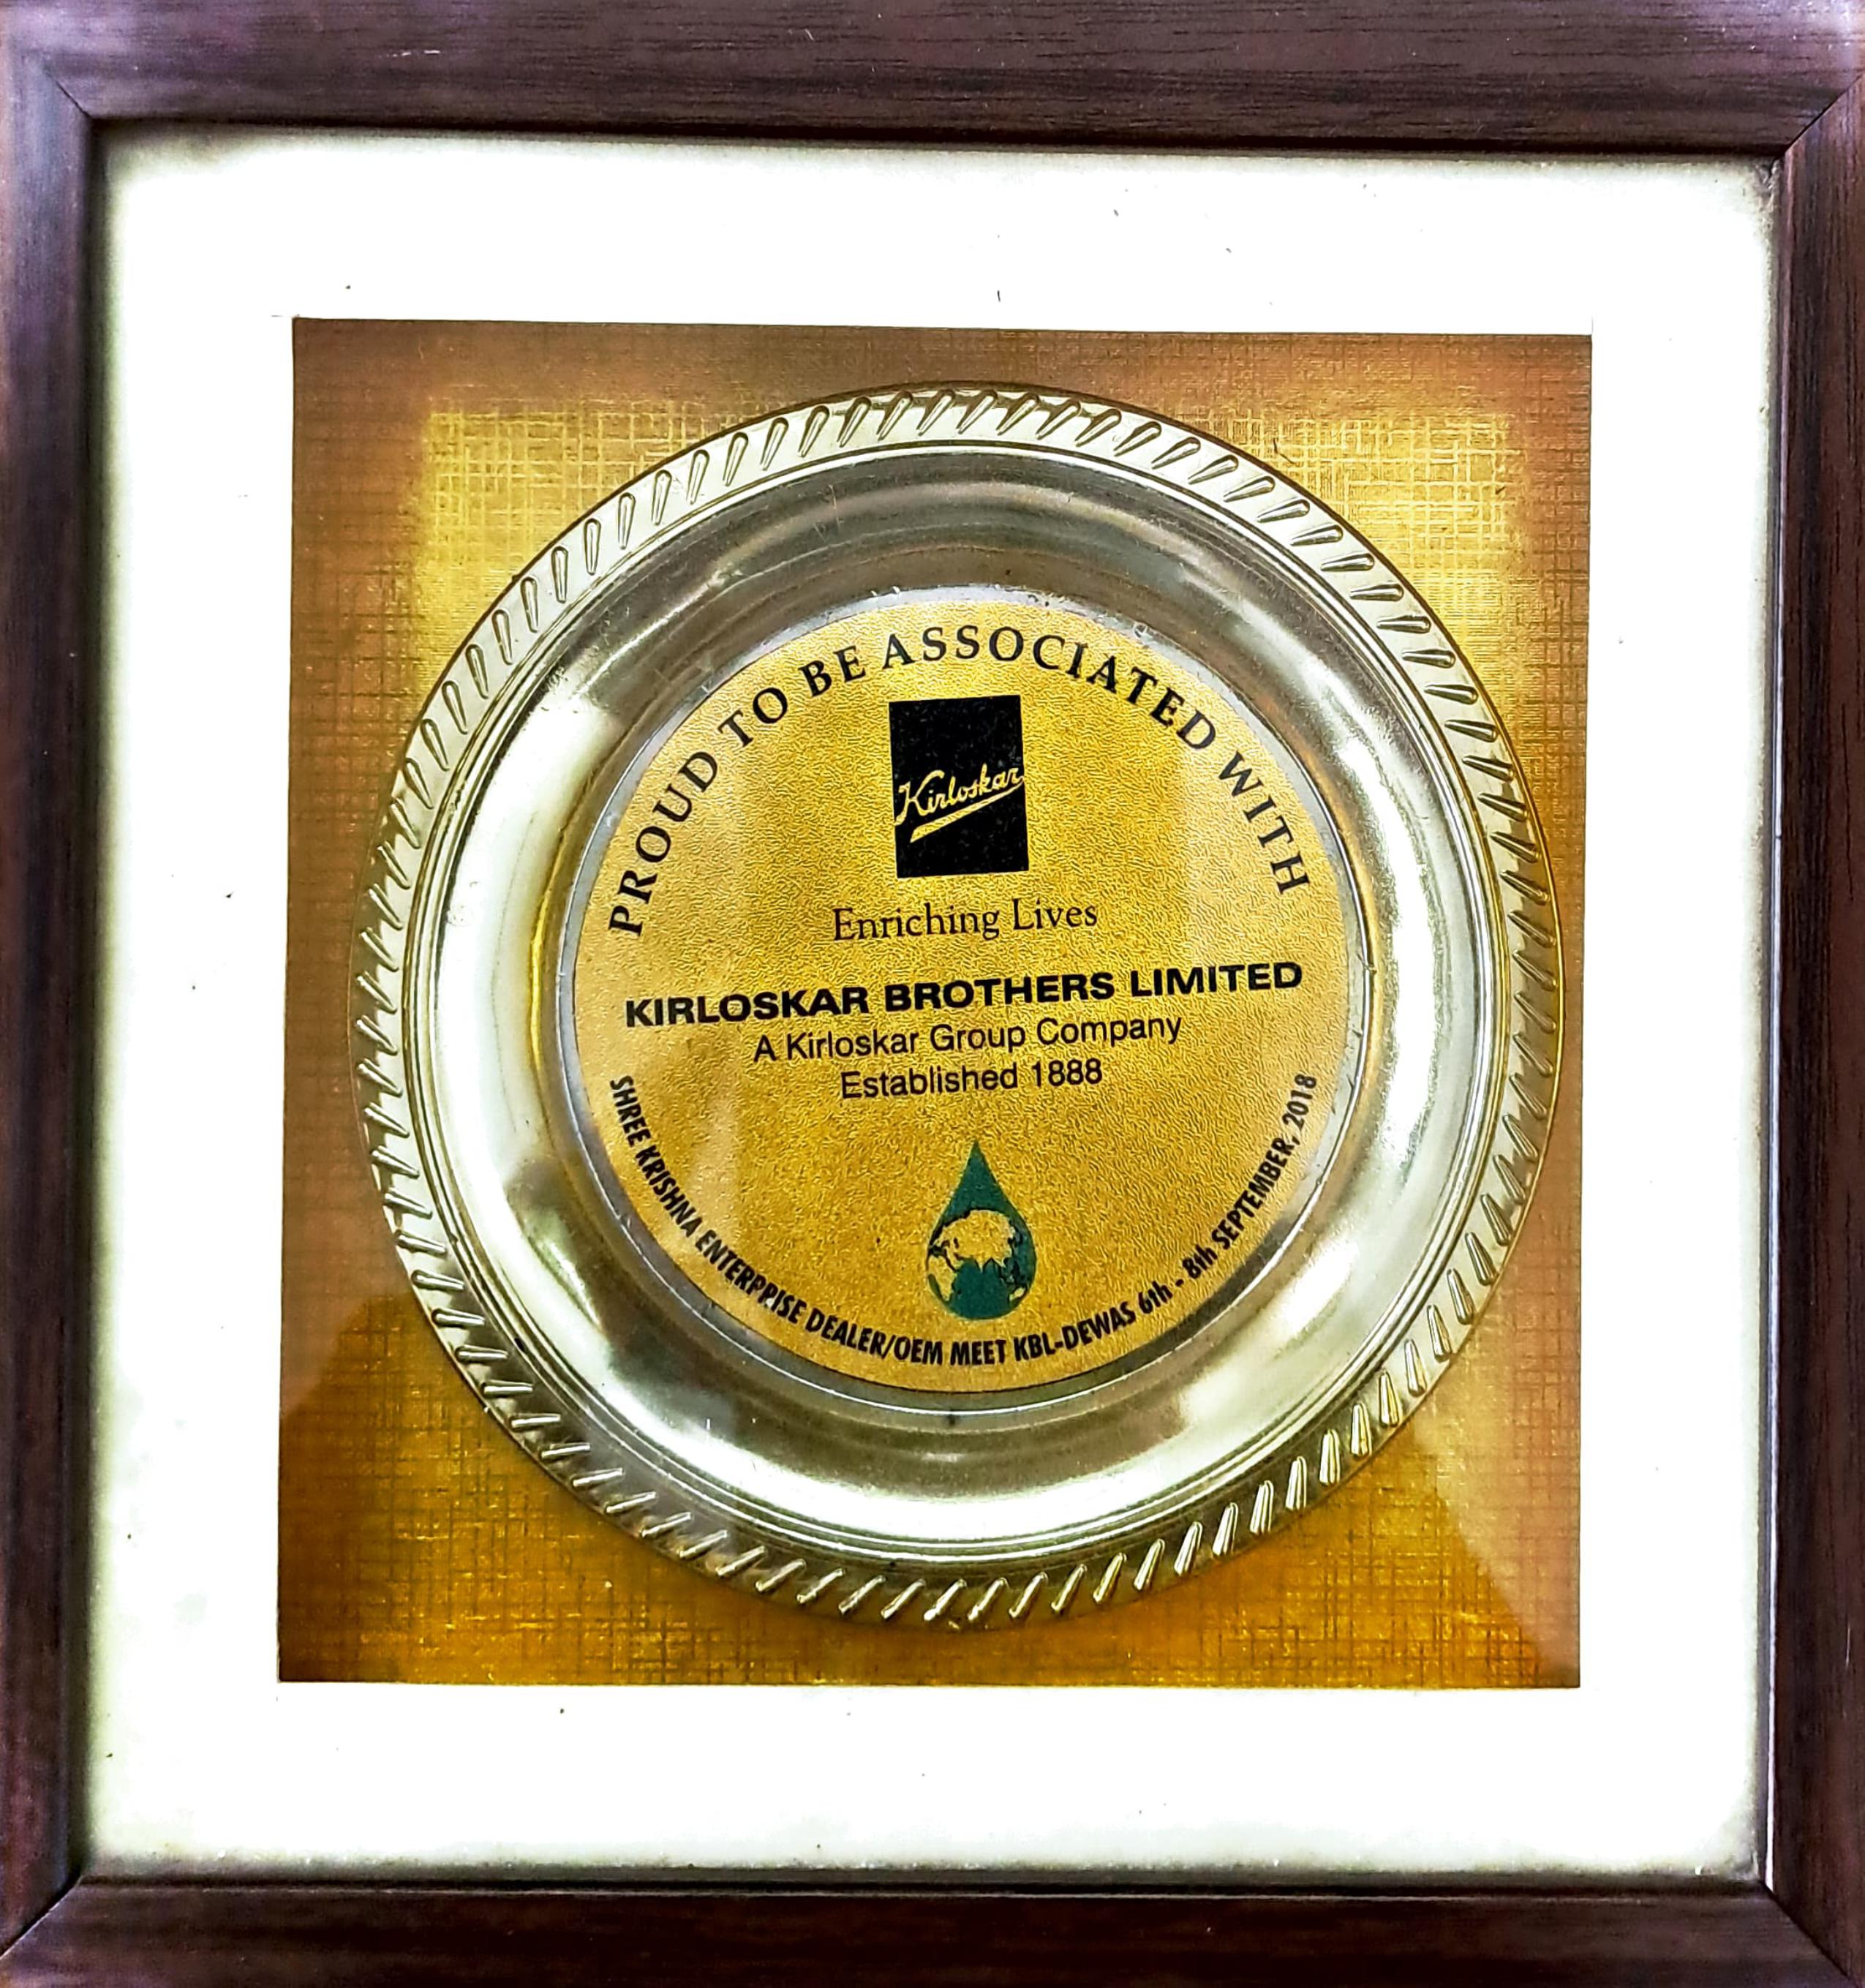 PROUD TO BE ASSOCIATED WITH
Kirloskar
Enriching Lives
KIRLOSKAR BROTHERS LIMITED
A Kirloskar Group Company
Established 1888
SHREE KRISHNA ENTERPPISE DEALER/OEM MEET KBL-DEWAS 6th - 8th SEPTEMBER, 2018